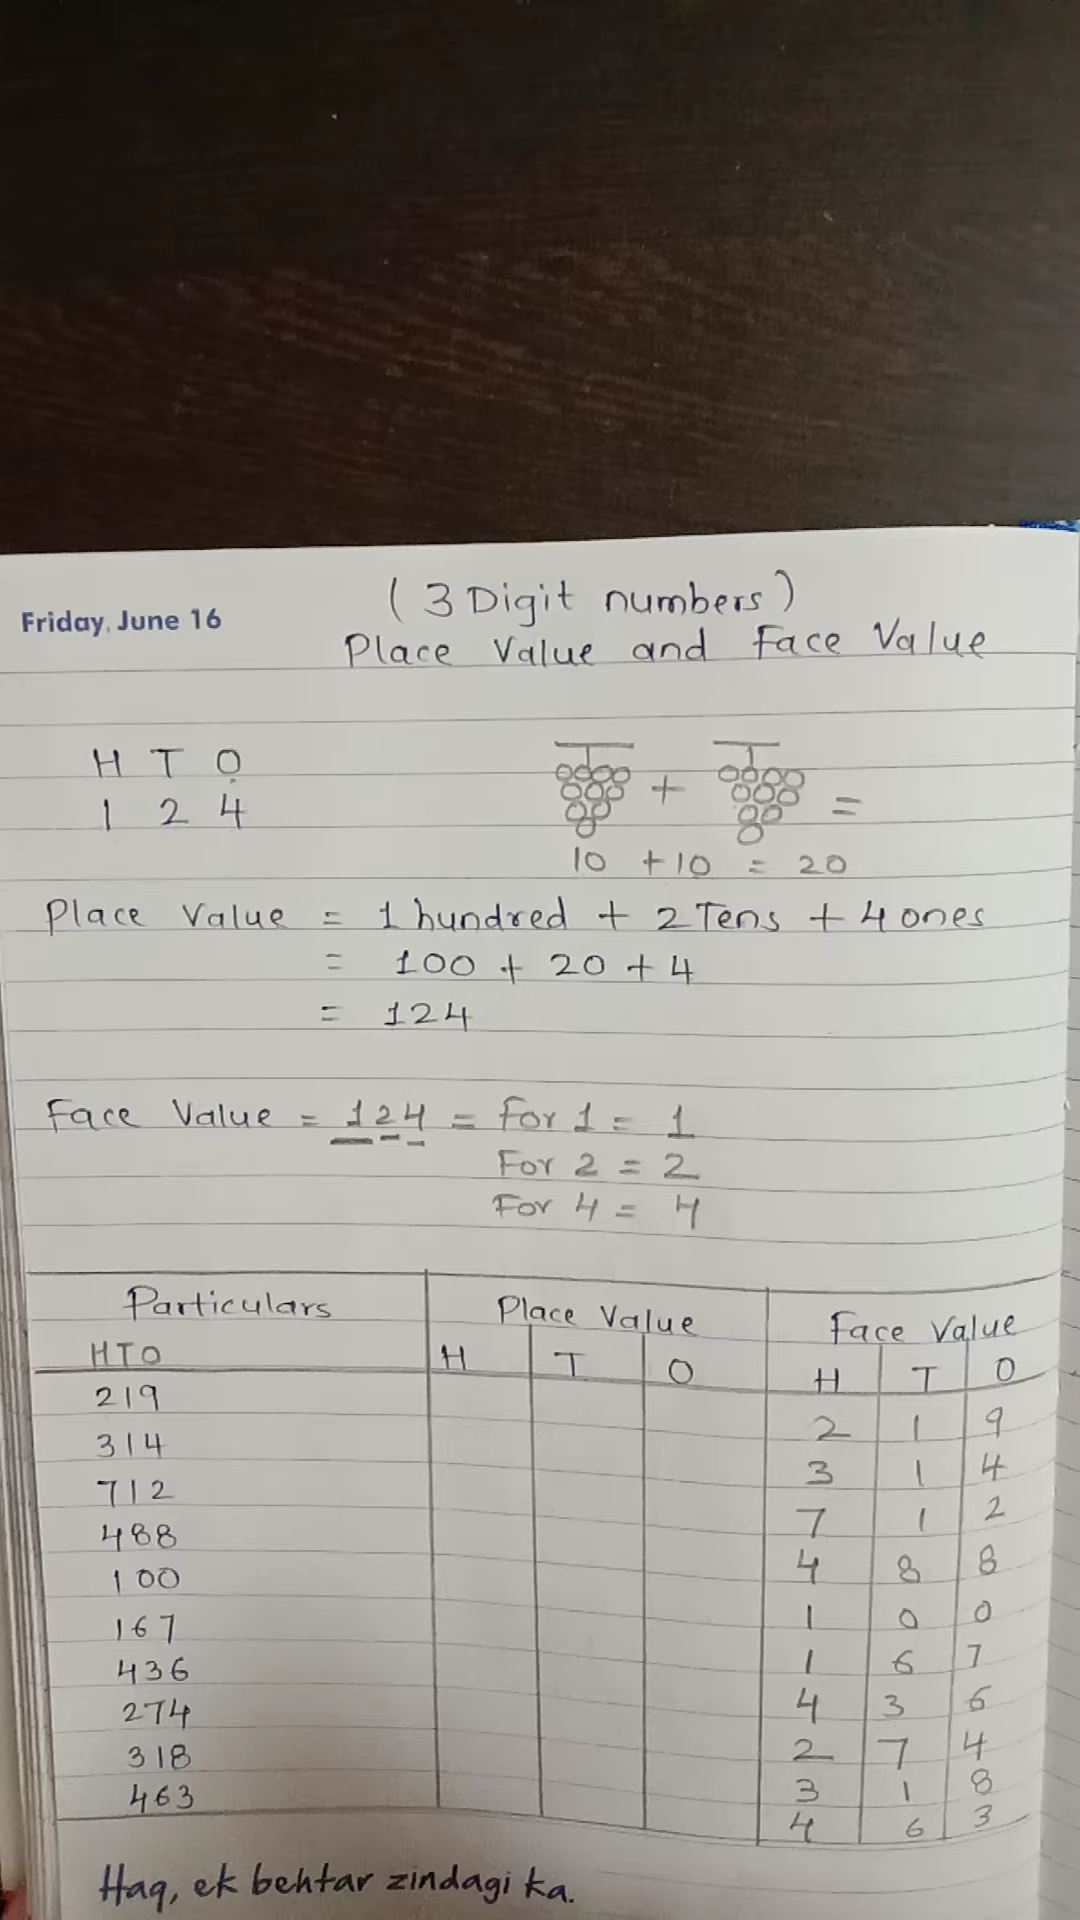 Friday, June 16
( 3 Digit numbers )
Place Value and Face Value
H T O
1 2 4
+ =
10 + 10 = 20
Place Value = 1 hundred + 2 Tens + 4 ones
= 100 + 20 + 4
= 124
Face Value = 124 = For 1 = 1
For 2 = 2
For 4 = 4
Particulars Place Value Face Value
HTO H T O H T O
219 2 1 9
314 3 1 4
712 7 1 2
488 4 8 8
100 1 0 0
167 1 6 7
436 4 3 6
274 2 7 4
318 3 1 8
463 4 6 3
Haq, ek behtar zindagi ka.